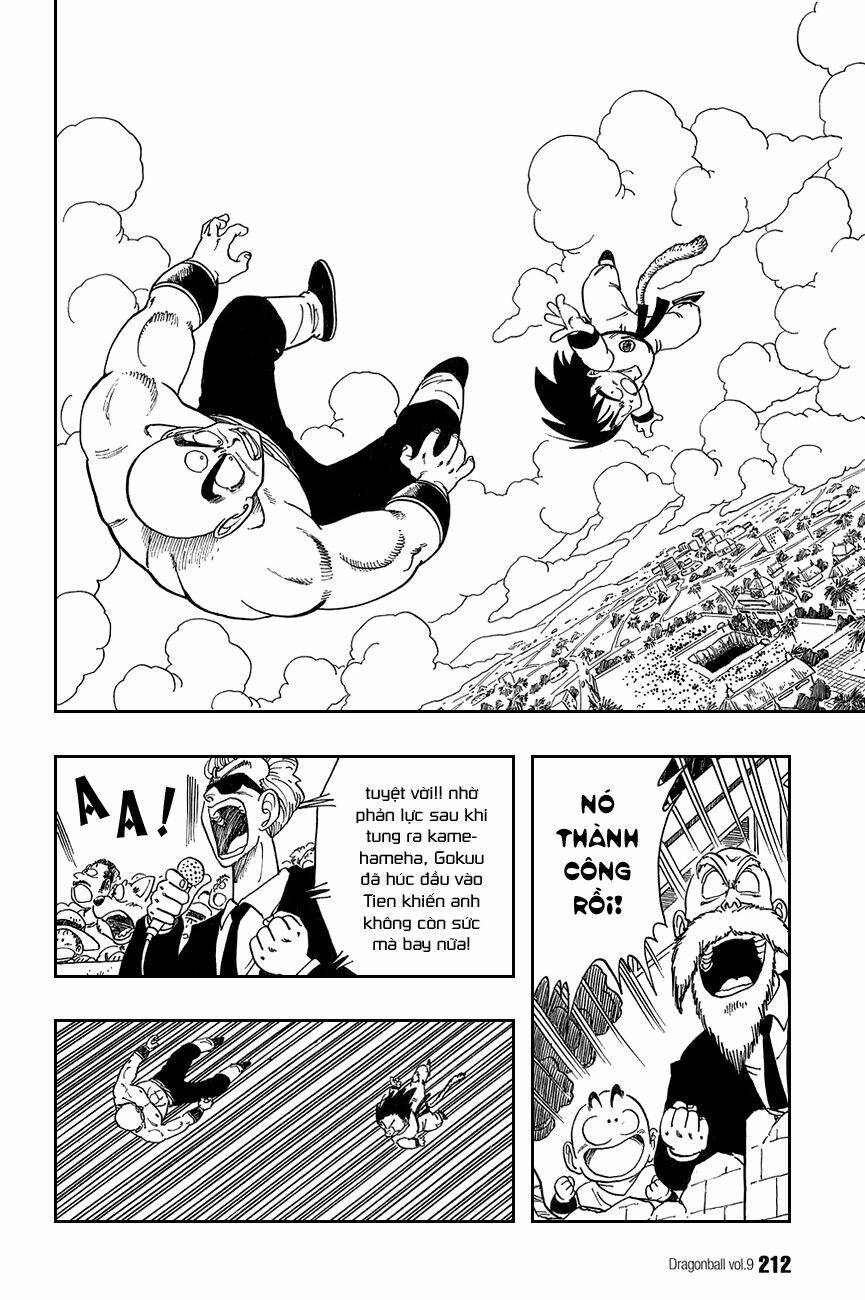 NÓ
THÀNH
CÔNG
RỒI!
tuyệt vời!! nhờ
phản lực sau khi
tung ra kame-
hameha, Gokuu
đã húc đầu vào
Tien khiến anh
không còn sức
mà bay nữa!
AA!
Dragonball vol.9 212